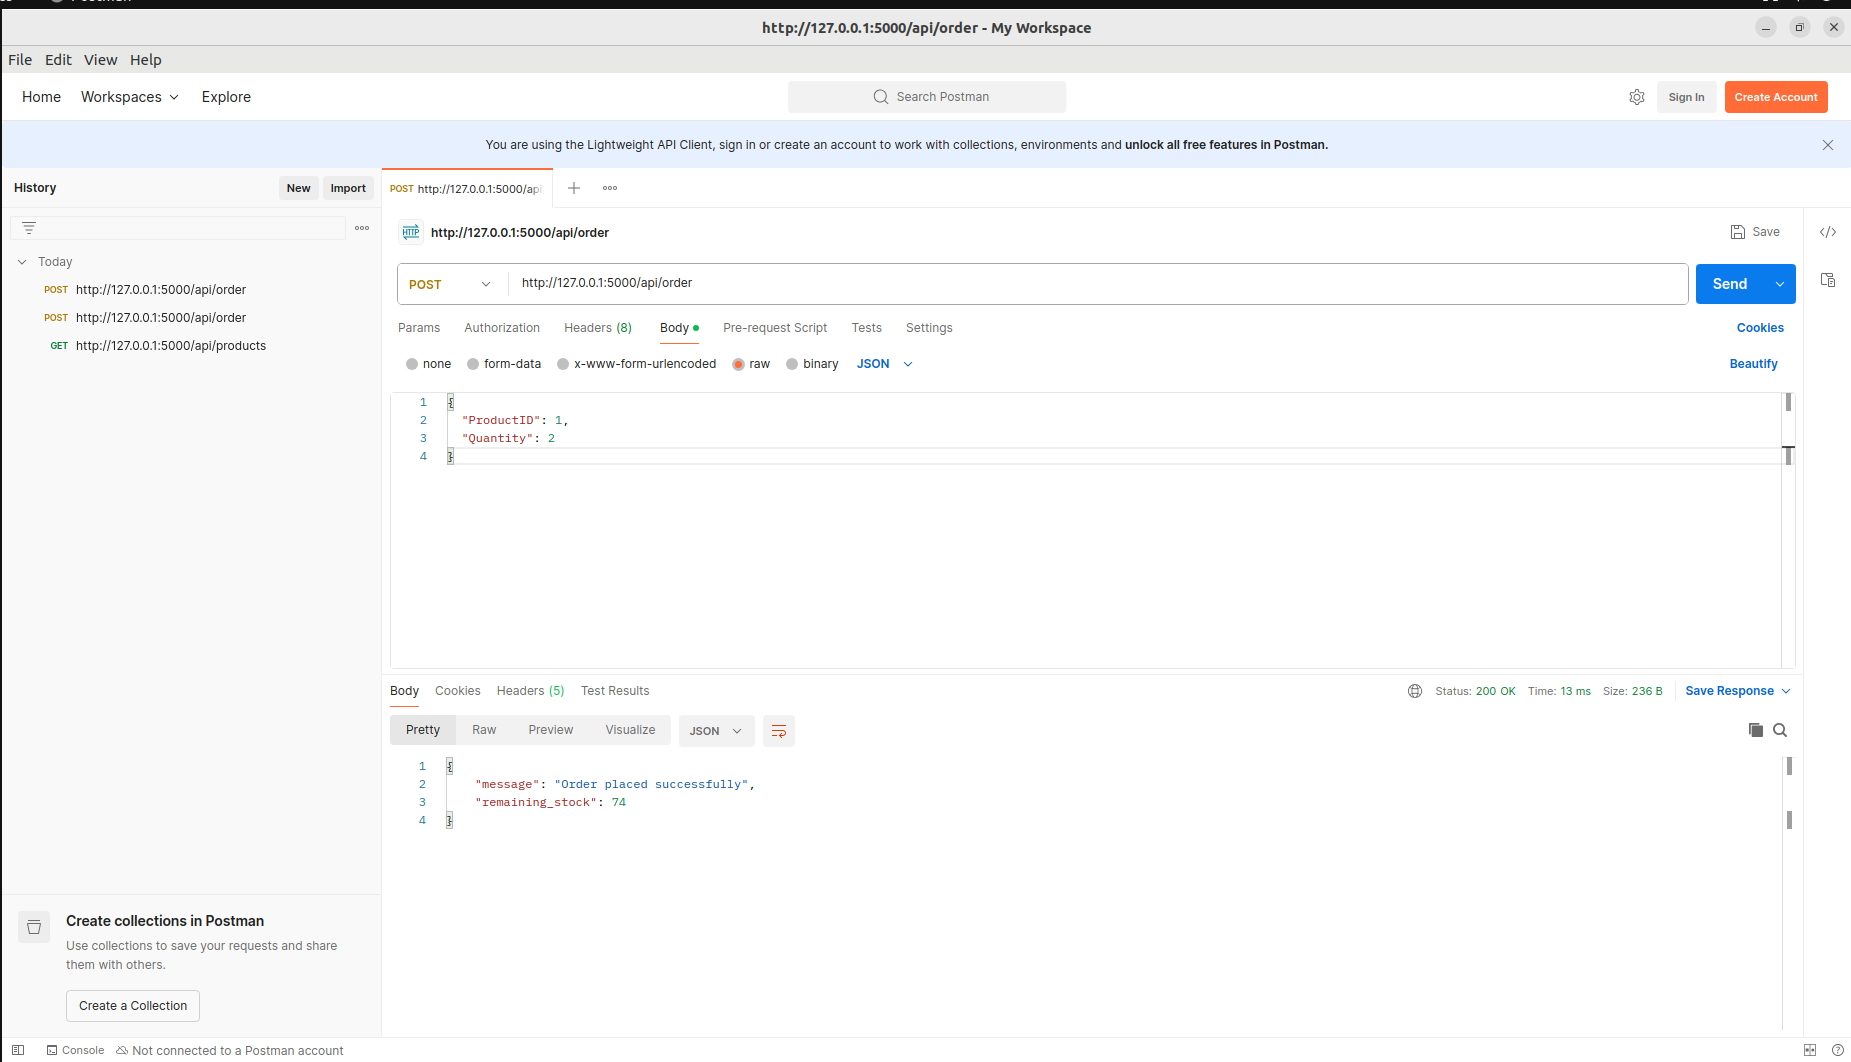 http://127.0.0.1:5000/api/order - My Workspace
File Edit View Help
Home Workspaces Explore
Search Postman
Sign In
Create Account
You are using the Lightweight API Client, sign in or create an account to work with collections, environments and unlock all free features in Postman.
History
New
Import
Today
POST http://127.0.0.1:5000/api/order
POST http://127.0.0.1:5000/api/order
GET http://127.0.0.1:5000/api/products
Create collections in Postman
Use collections to save your requests and share
them with others.
Create a Collection
POST http://127.0.0.1:5000/api
HTTP http://127.0.0.1:5000/api/order
Save
</>
POST http://127.0.0.1:5000/api/order
Send
Params Authorization Headers (8) Body Pre-request Script Tests Settings
Cookies
none form-data x-www-form-urlencoded raw binary JSON
Beautify
1 {
2 "ProductID": 1,
3 "Quantity": 2
4 }
Body Cookies Headers (5) Test Results
Status: 200 OK Time: 13 ms Size: 236 B
Save Response
Pretty Raw Preview Visualize JSON
1 {
2 "message": "Order placed successfully",
3 "remaining_stock": 74
4 }
Console Not connected to a Postman account